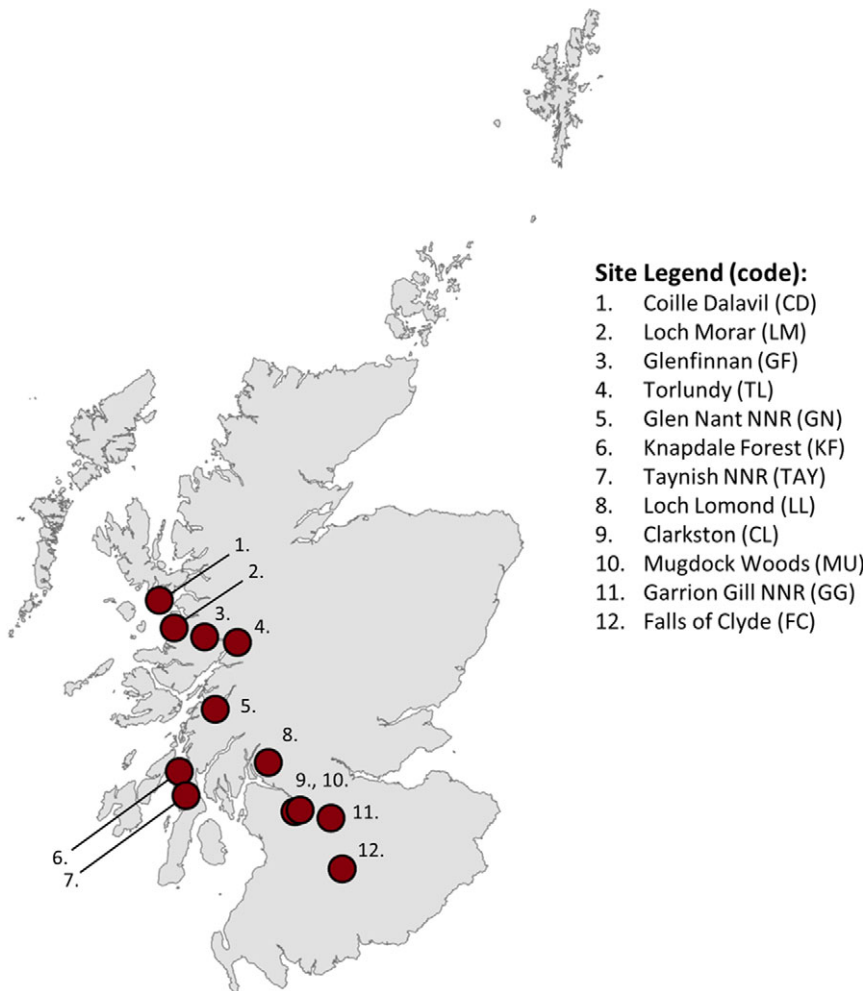 Site Legend (code):
1. Coille Dalavil (CD)
2. Loch Morar (LM)
3. Glenfinnan (GF)
4. Torlundy (TL)
5. Glen Nant NNR (GN)
6. Knapdale Forest (KF)
7. Taynish NNR (TAY)
8. Loch Lomond (LL)
9. Clarkston (CL)
10. Mugdock Woods (MU)
11. Garrion Gill NNR (GG)
12. Falls of Clyde (FC)
1.
2.
3.
4.
5.
8.
9., 10.
11.
12.
6.
7.